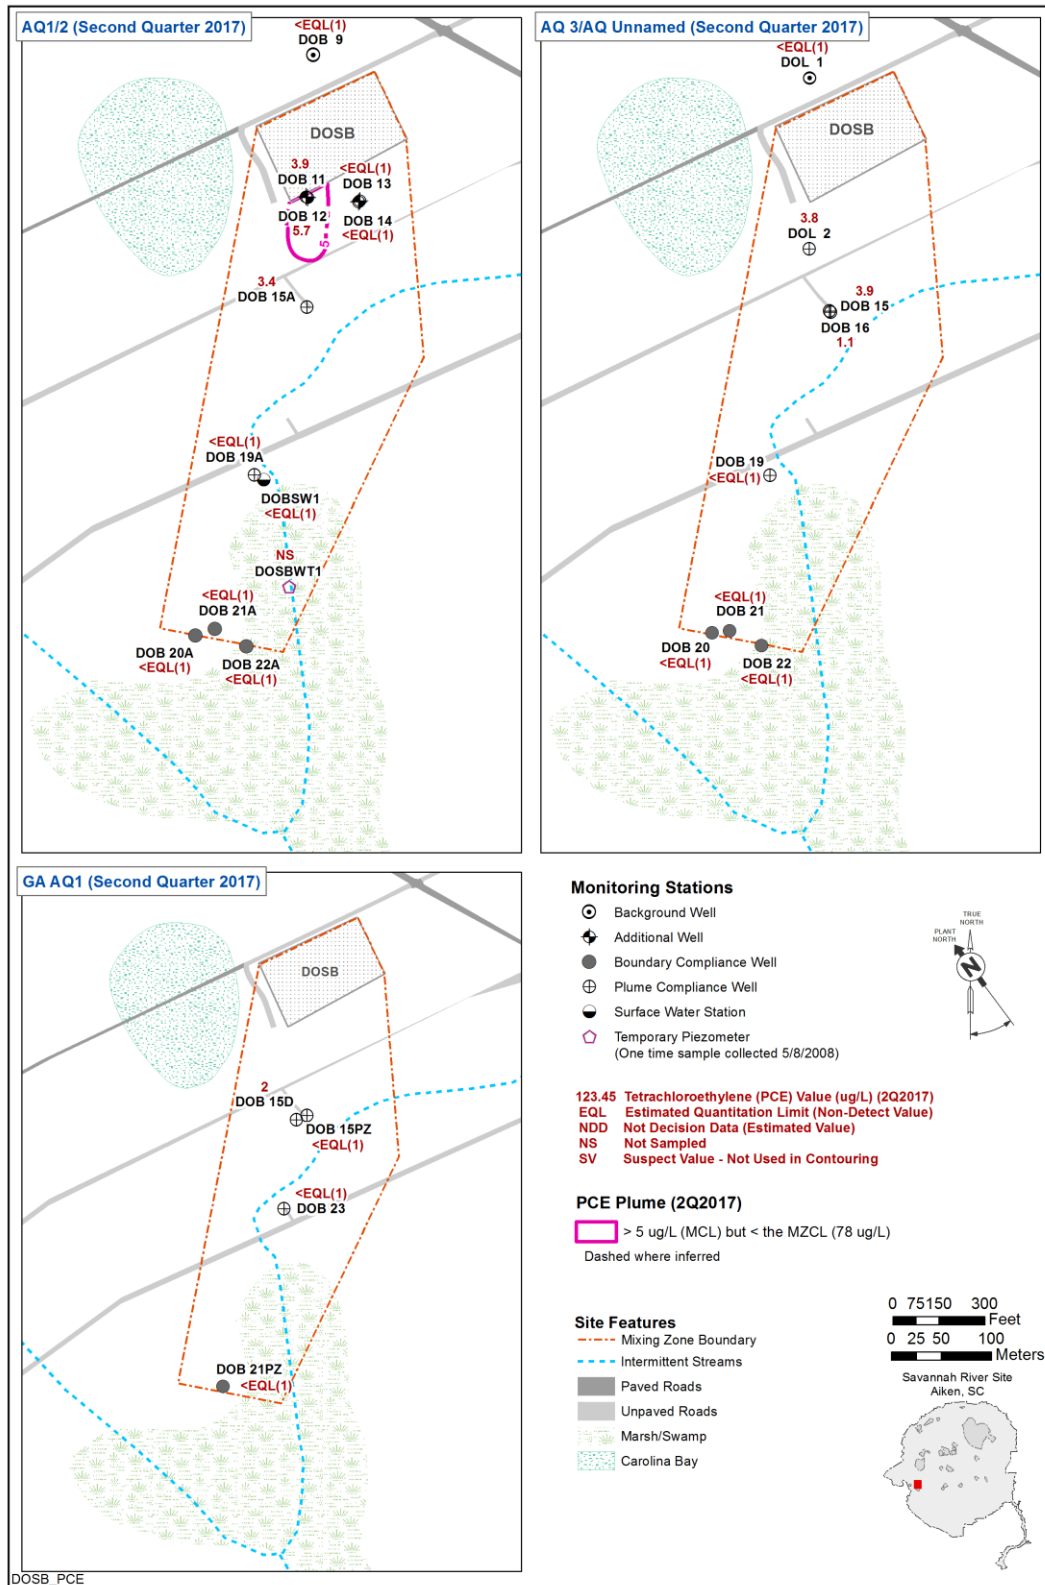 AQ1/2 (Second Quarter 2017)
<EQL(1)
DOB 9
DOSB
3.9
DOB 11
<EQL(1)
DOB 13
DOB 12
5.7
DOB 14
<EQL(1)
5
3.4
DOB 15A
<EQL(1)
DOB 19A
DOBSW1
<EQL(1)
NS
DOSBWT1
<EQL(1)
DOB 21A
DOB 20A
<EQL(1)
DOB 22A
<EQL(1)
AQ 3/AQ Unnamed (Second Quarter 2017)
<EQL(1)
DOL 1
DOSB
3.8
DOL 2
3.9
DOB 15
DOB 16
1.1
DOB 19
<EQL(1)
<EQL(1)
DOB 21
DOB 20
<EQL(1)
DOB 22
<EQL(1)
GA AQ1 (Second Quarter 2017)
DOSB
2
DOB 15D
DOB 15PZ
<EQL(1)
<EQL(1)
DOB 23
DOB 21PZ
<EQL(1)
Monitoring Stations
Background Well
Additional Well
Boundary Compliance Well
Plume Compliance Well
Surface Water Station
Temporary Piezometer
(One time sample collected 5/8/2008)
TRUE
NORTH
PLANT
NORTH
N
123.45 Tetrachloroethylene (PCE) Value (ug/L) (2Q2017)
EQL Estimated Quantitation Limit (Non-Detect Value)
NDD Not Decision Data (Estimated Value)
NS Not Sampled
SV Suspect Value - Not Used in Contouring
PCE Plume (2Q2017)
> 5 ug/L (MCL) but < the MZCL (78 ug/L)
Dashed where inferred
Site Features
Mixing Zone Boundary
Intermittent Streams
Paved Roads
Unpaved Roads
Marsh/Swamp
Carolina Bay
0 75150 300
Feet
0 25 50 100
Meters
Savannah River Site
Aiken, SC
DOSB_PCE